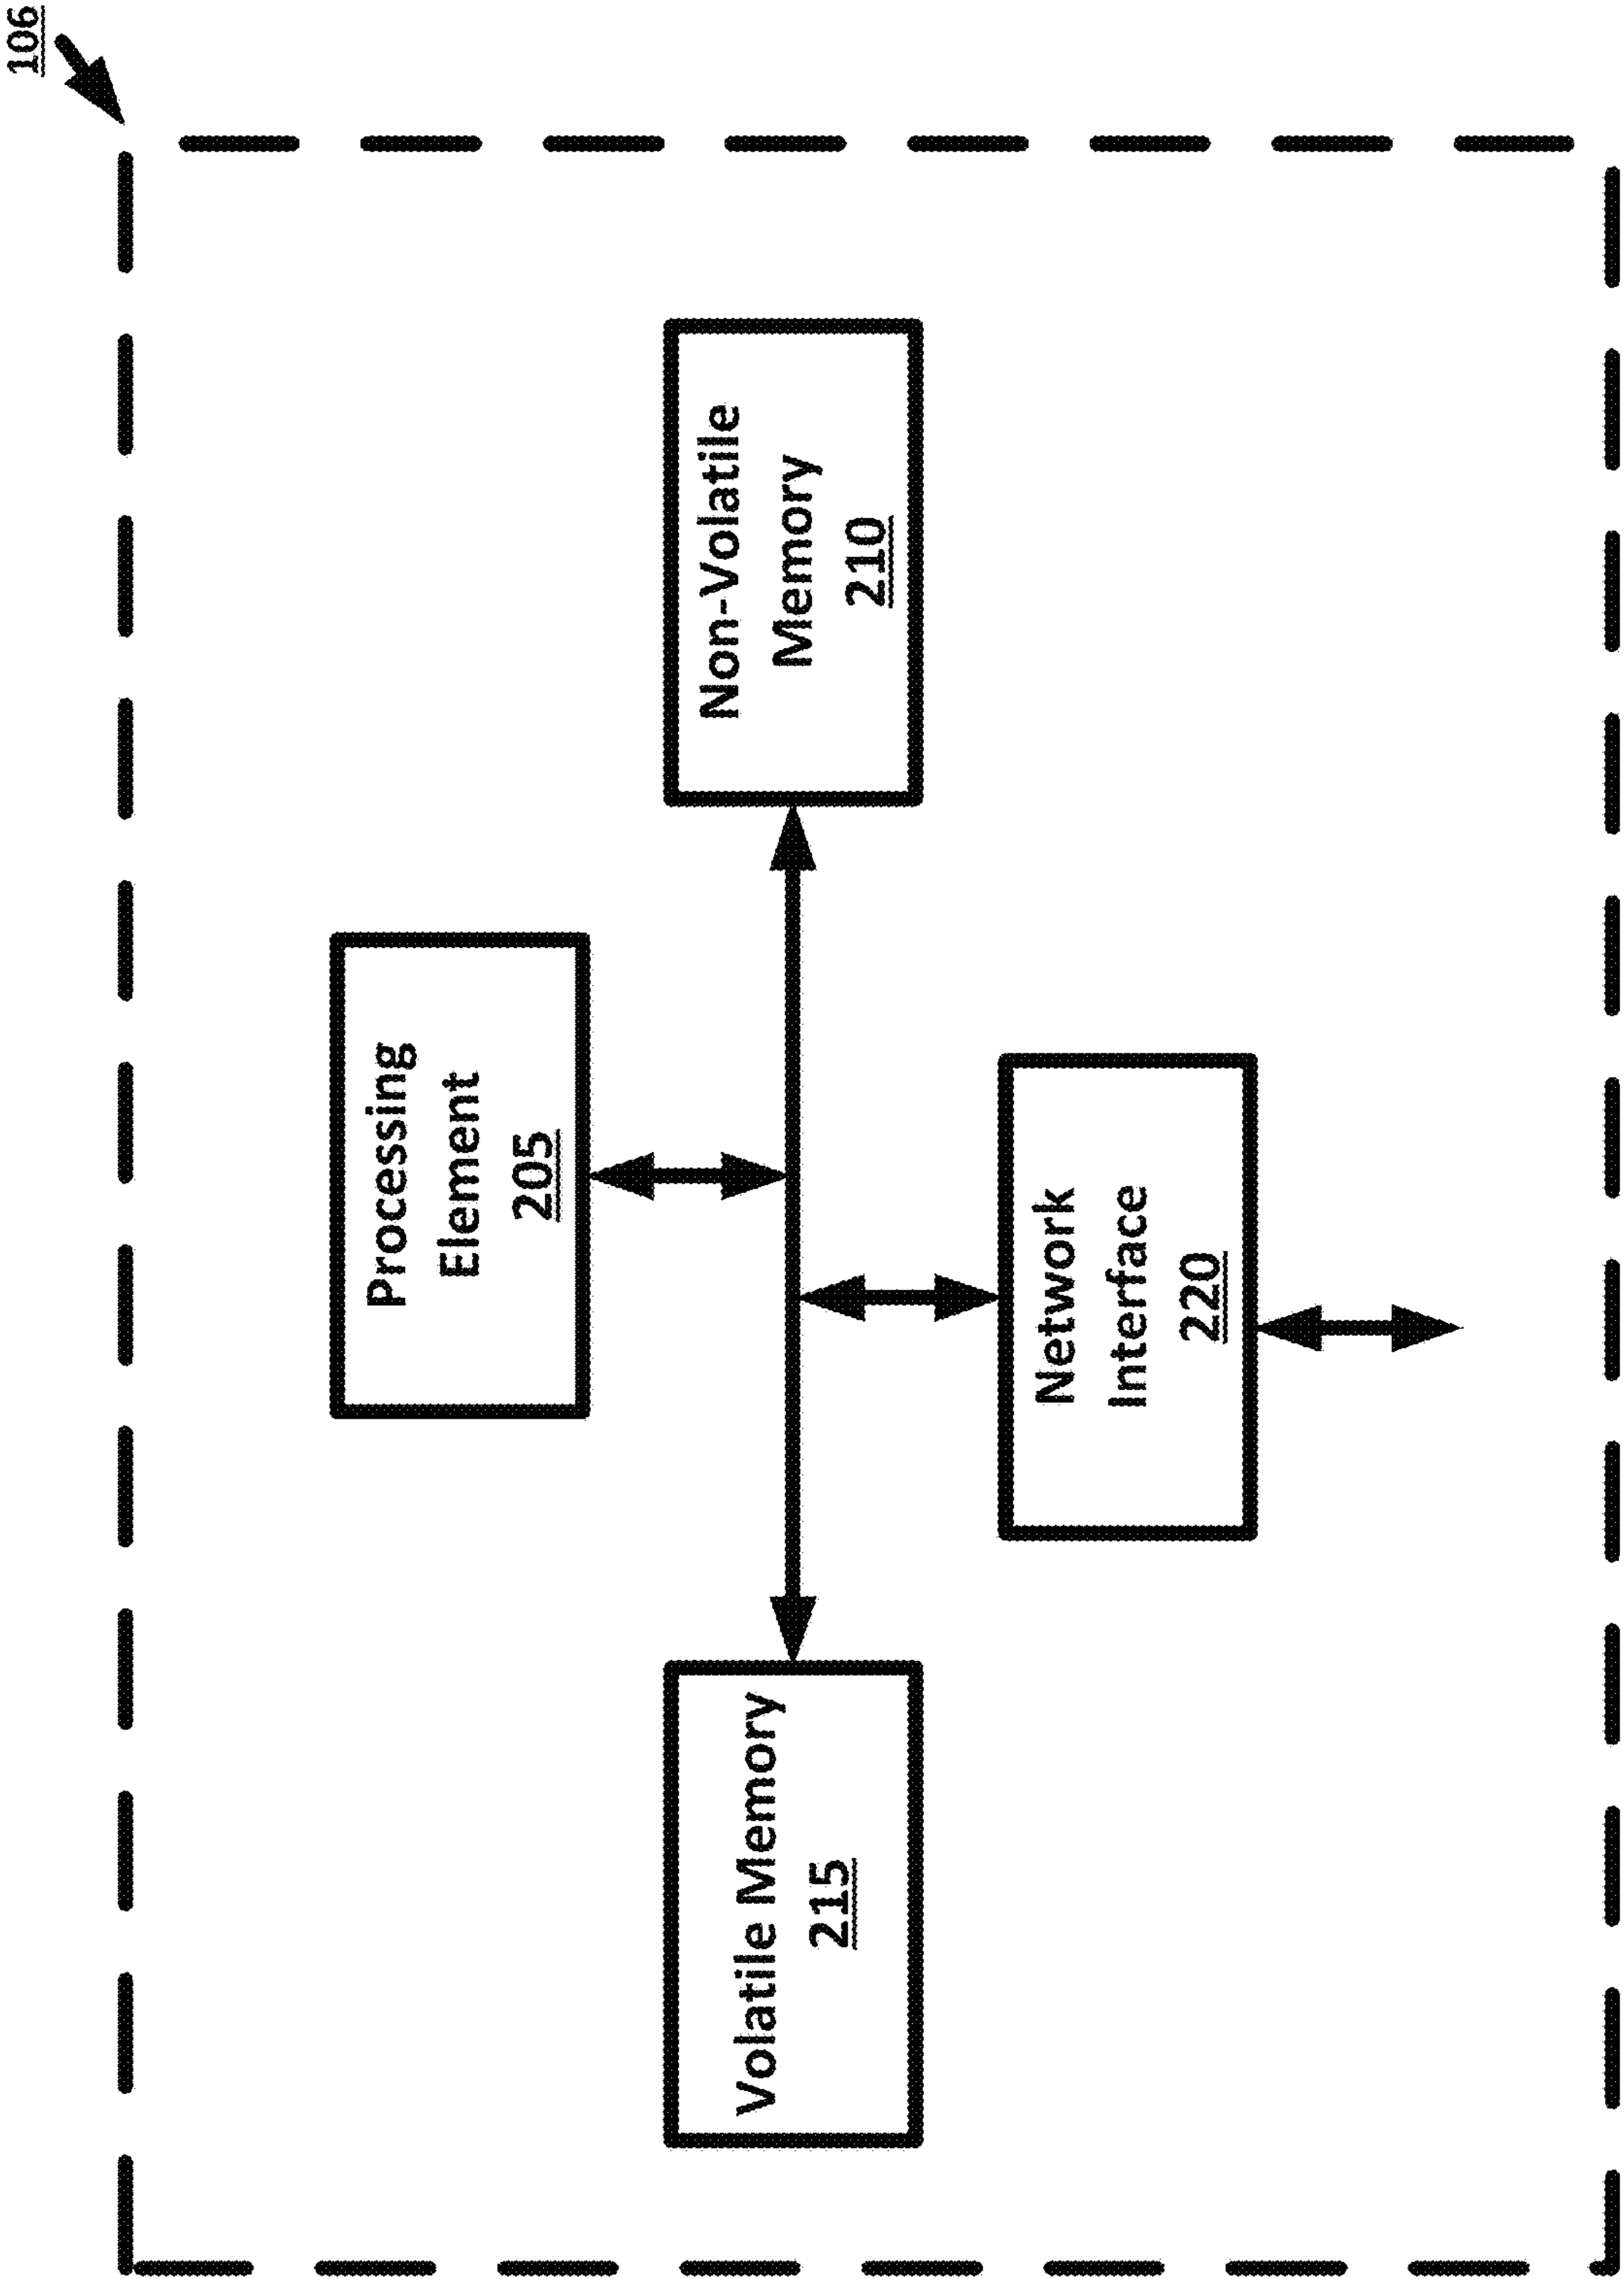 106
Processing
Element
205
Volatile Memory
215
Non-Volatile
Memory
210
Network
Interface
220